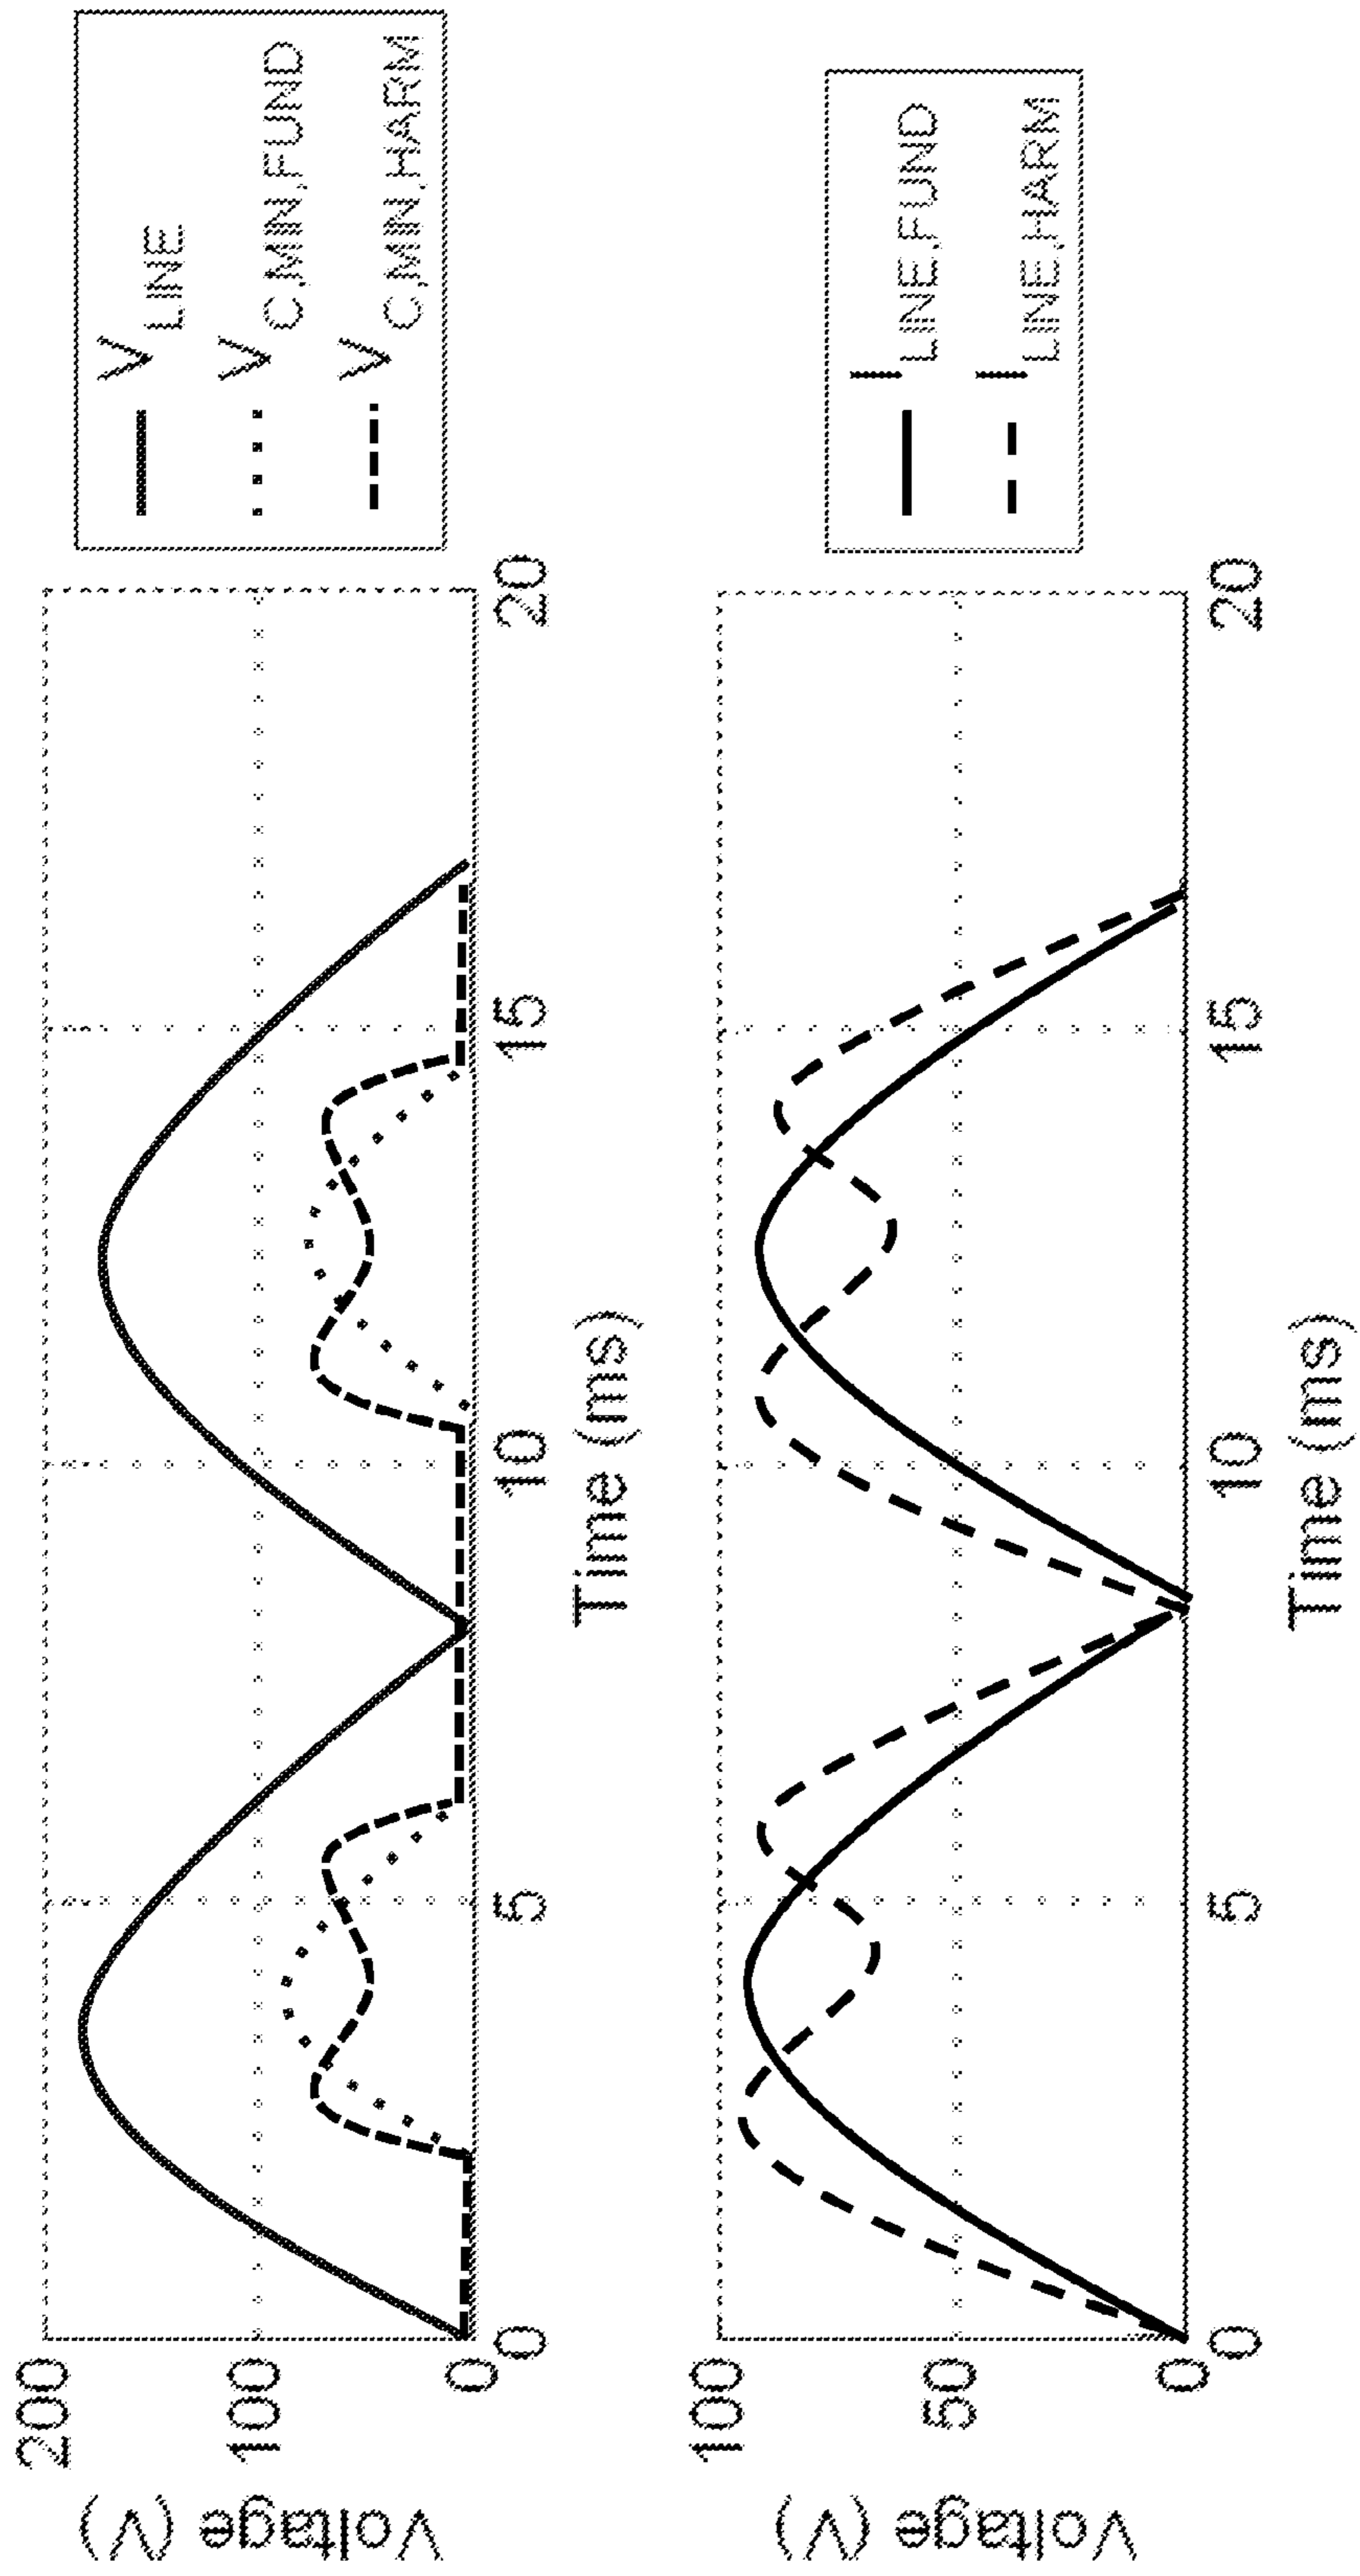 Voltage (V)
200
100
0
0
5
10
15
20
Time (ms)
V LINE
V C,MIN,FUND
V C,MIN,HARM
Voltage (V)
100
50
0
0
5
10
15
20
Time (ms)
I LINE,FUND
I LINE,HARM